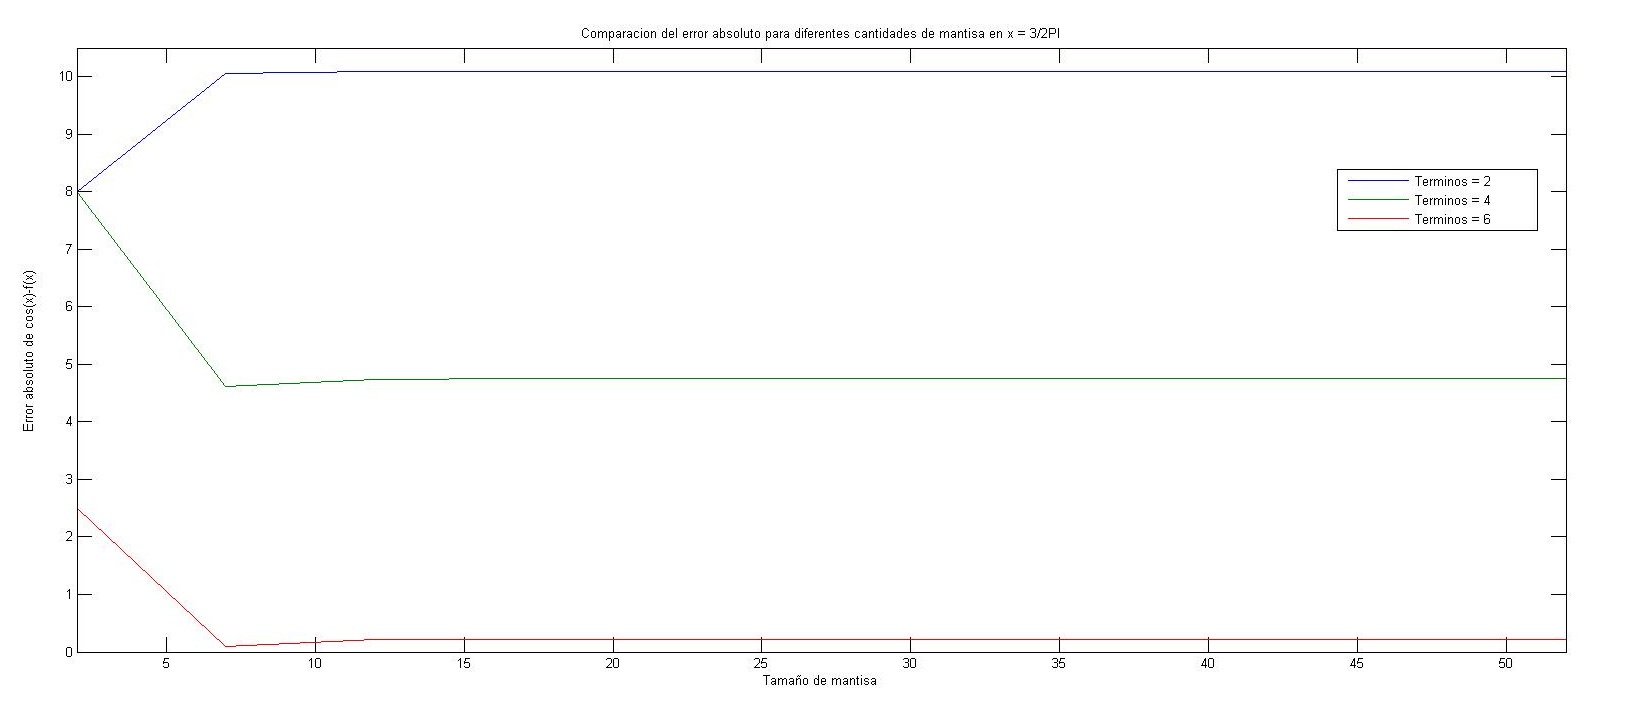 Comparacion del error absoluto para diferentes cantidades de mantisa en x = 3/2PI
10
9
8
7
6
5
4
3
2
1
0
Error absoluto de cos(x)-f(x)
Terminos = 2
Terminos = 4
Terminos = 6
5 10 15 20 25 30 35 40 45 50
Tamaño de mantisa